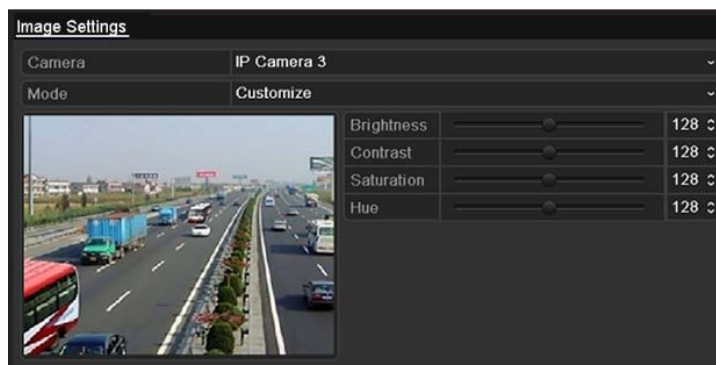 Image Settings
Camera IP Camera 3
Mode Customize
Brightness 128
Contrast 128
Saturation 128
Hue 128